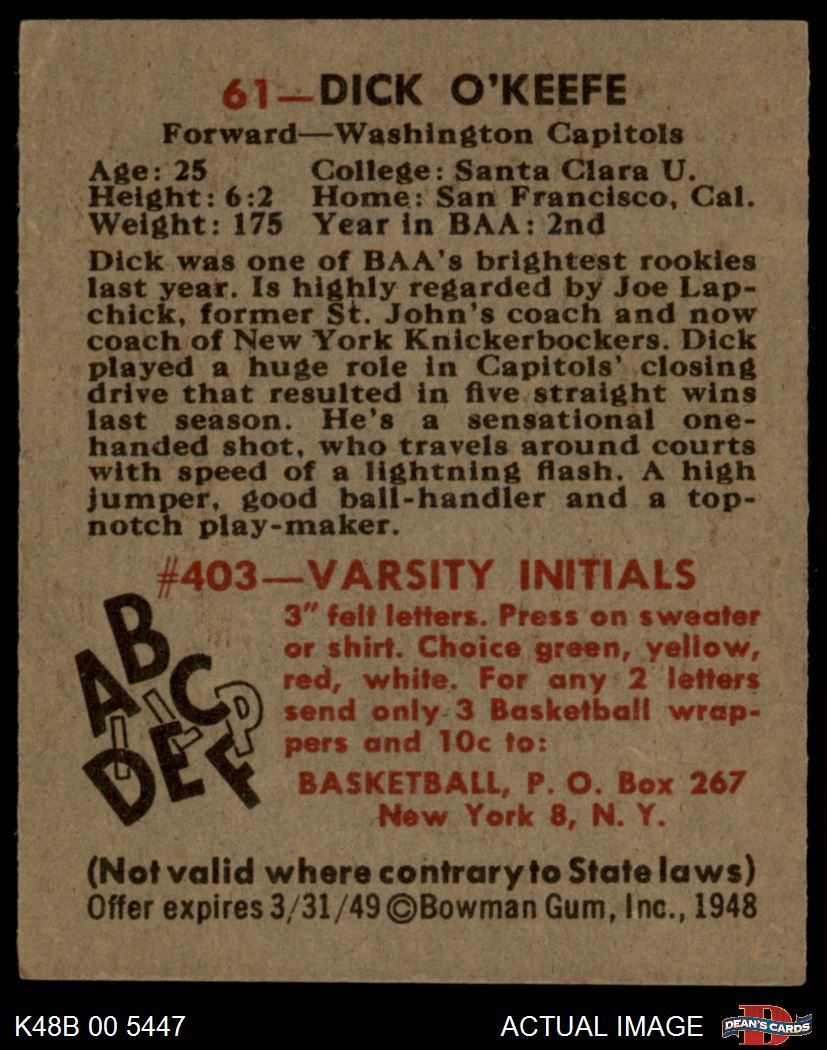 61—DICK O'KEEFE
Forward—Washington Capitols
Age: 25 College: Santa Clara U.
Height: 6:2 Home: San Francisco, Cal.
Weight: 175 Year in BAA: 2nd
Dick was one of BAA's brightest rookies
last year. Is highly regarded by Joe Lap-
chick, former St. John's coach and now
coach of New York Knickerbockers. Dick
played a huge role in Capitols' closing
drive that resulted in five straight wins
last season. He's a sensational one-
handed shot, who travels around courts
with speed of a lightning flash. A high
jumper, good ball-handler and a top-
notch play-maker.
#403—VARSITY INITIALS
3" felt letters. Press on sweater
or shirt. Choice green, yellow,
red, white. For any 2 letters
send only 3 Basketball wrap-
pers and 10c to:
BASKETBALL, P. O. Box 267
New York 8, N. Y.
ABC
DEF
(Not valid where contrary to State laws)
Offer expires 3/31/49 ©Bowman Gum, Inc., 1948
K48B 00 5447 ACTUAL IMAGE
D
DEAN'S CARDS